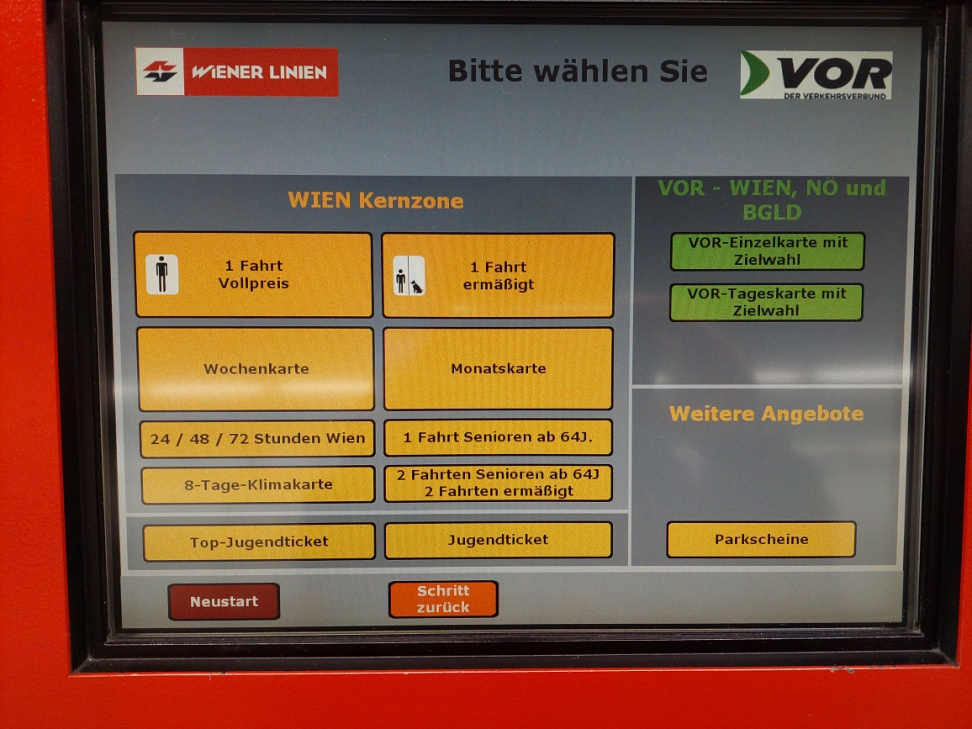 WIENER LINIEN
Bitte wählen Sie
VOR
DER VERKEHRSVERBUND
WIEN Kernzone
1 Fahrt
Vollpreis
1 Fahrt
ermäßigt
Wochenkarte
Monatskarte
24 / 48 / 72 Stunden Wien
1 Fahrt Senioren ab 64J.
8-Tage-Klimakarte
2 Fahrten Senioren ab 64J
2 Fahrten ermäßigt
Top-Jugendticket
Jugendticket
VOR - WIEN, NÖ und
BGLD
VOR-Einzelkarte mit
Zielwahl
VOR-Tageskarte mit
Zielwahl
Weitere Angebote
Parkscheine
Neustart
Schritt
zurück